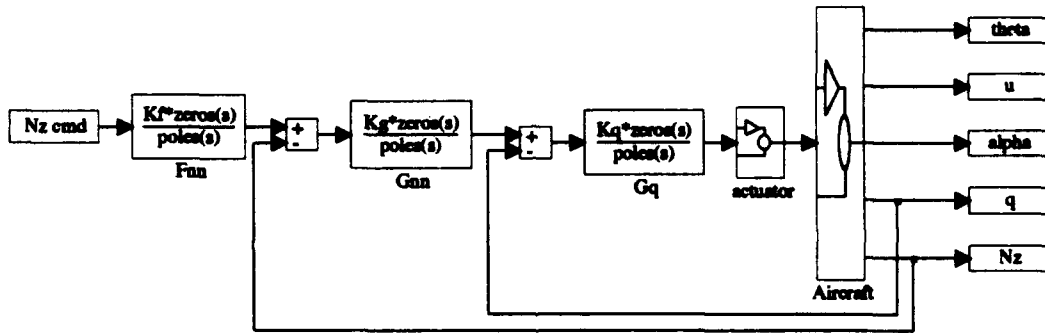 theta
u
Nz cmd
Kf*zeros(s)
poles(s)
Fnn
+
-
Kg*zeros(s)
poles(s)
Gnn
+
-
Kq*zeros(s)
poles(s)
Gq
actuator
alpha
q
Nz
Aircraft